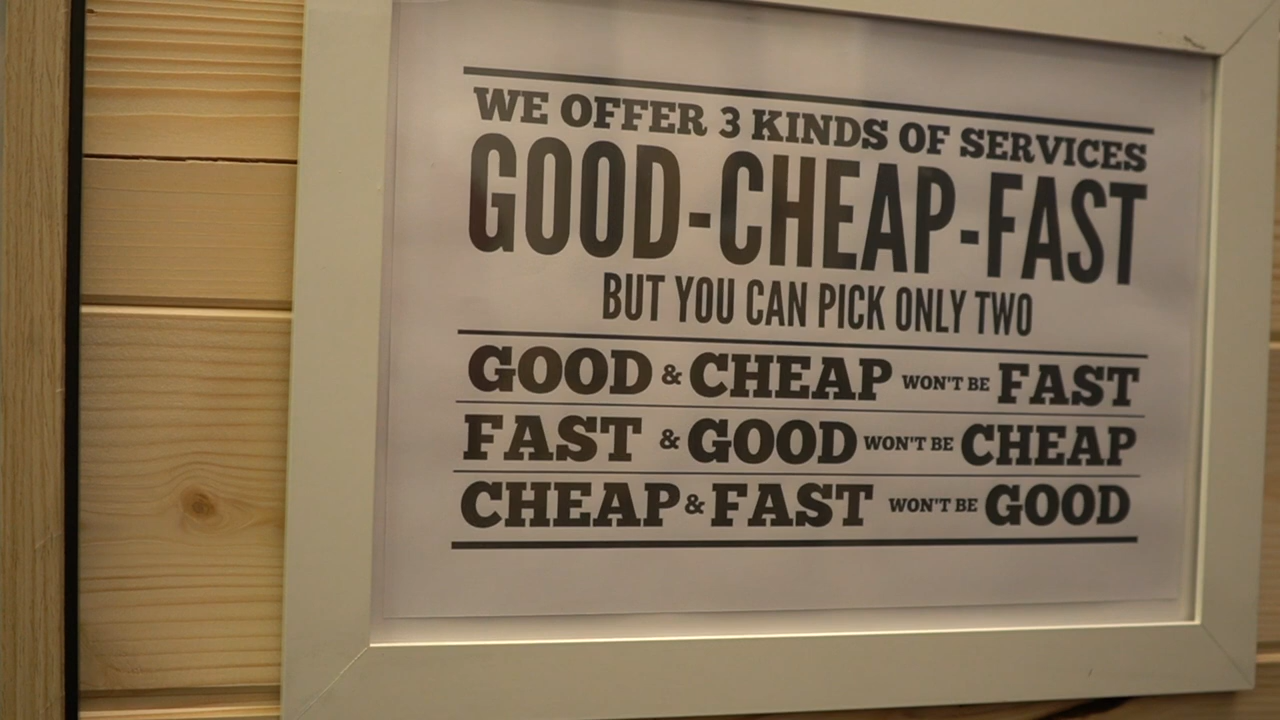 WE OFFER 3 KINDS OF SERVICES
GOOD-CHEAP-FAST
BUT YOU CAN PICK ONLY TWO
GOOD & CHEAP WON'T BE FAST
FAST & GOOD WON'T BE CHEAP
CHEAP & FAST WON'T BE GOOD